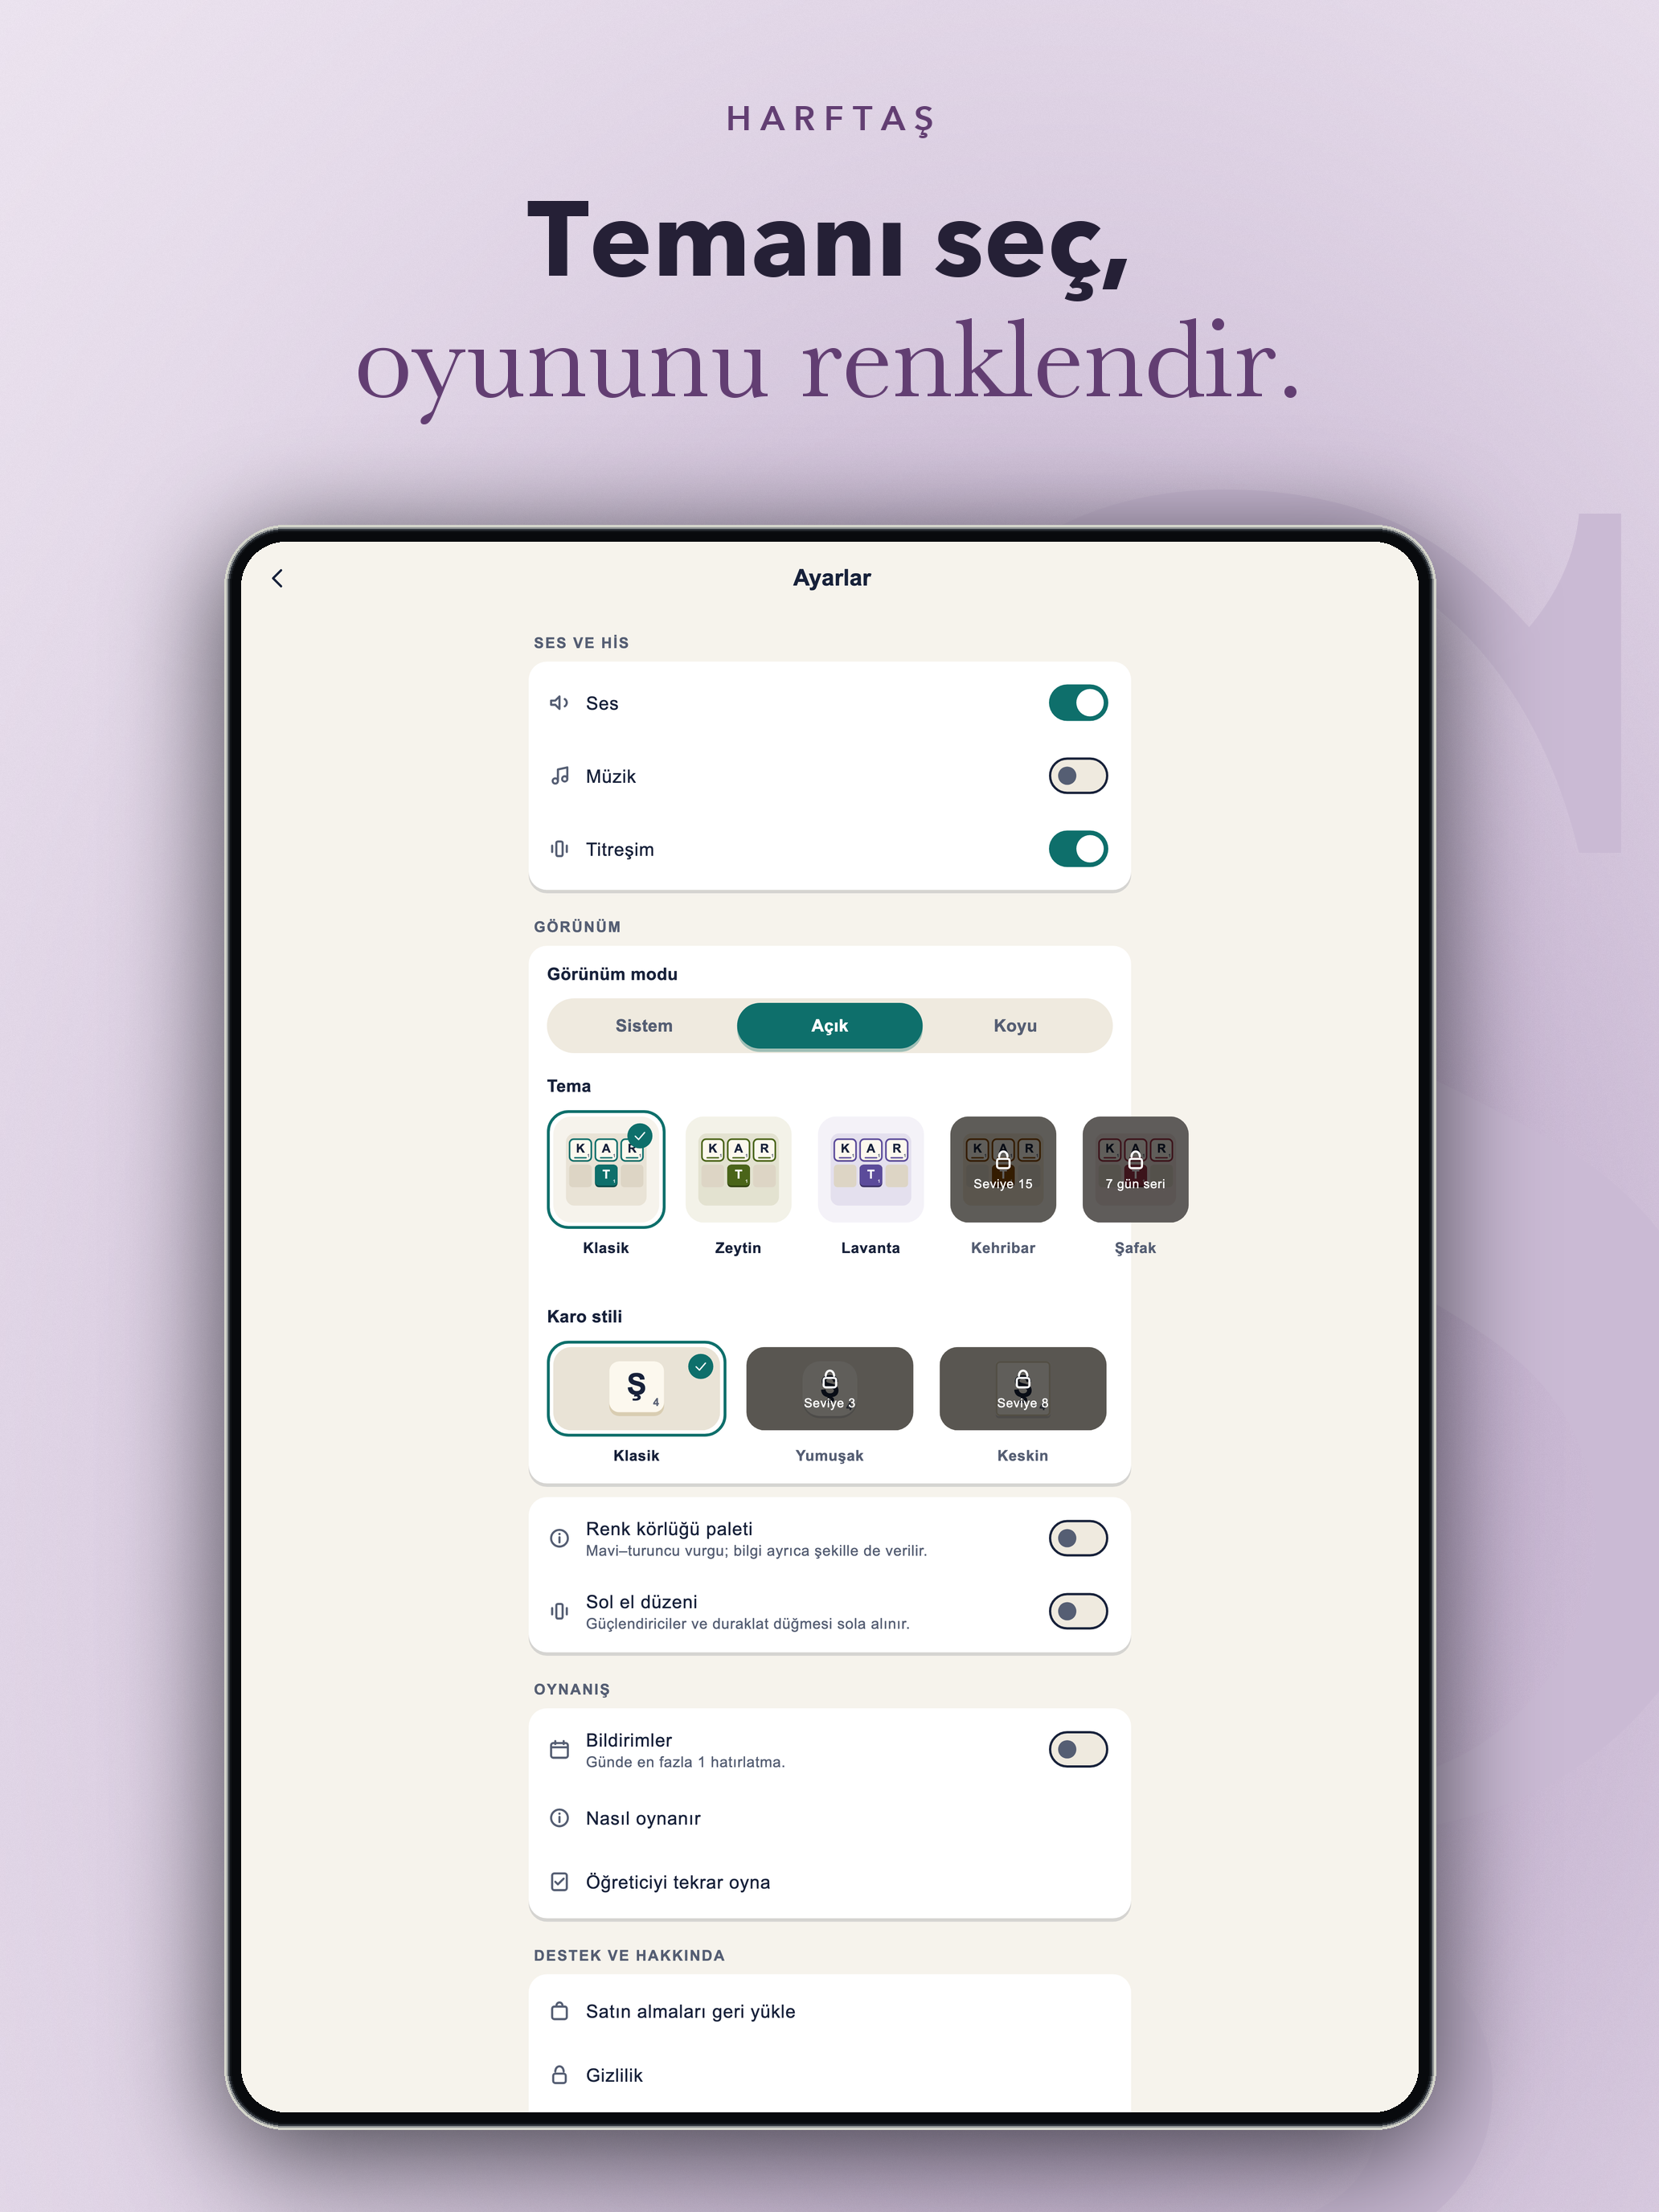 HARFTAŞ
Temanı seç,
oyununu renklendir.
Ayarlar
SES VE HİS
Ses
Müzik
Titreşim
GÖRÜNÜM
Görünüm modu
Sistem Açık Koyu
Tema
K A R K A R K A R K A R K A R
T T T
Seviye 15 7 gün seri
Klasik Zeytin Lavanta Kehribar Şafak
Karo stili
Ş 4
Seviye 3 Seviye 8
Klasik Yumuşak Keskin
Renk körlüğü paleti
Mavi–turuncu vurgu; bilgi ayrıca şekille de verilir.
Sol el düzeni
Güçlendiriciler ve duraklat düğmesi sola alınır.
OYNANIŞ
Bildirimler
Günde en fazla 1 hatırlatma.
Nasıl oynanır
Öğreticiyi tekrar oyna
DESTEK VE HAKKINDA
Satın almaları geri yükle
Gizlilik